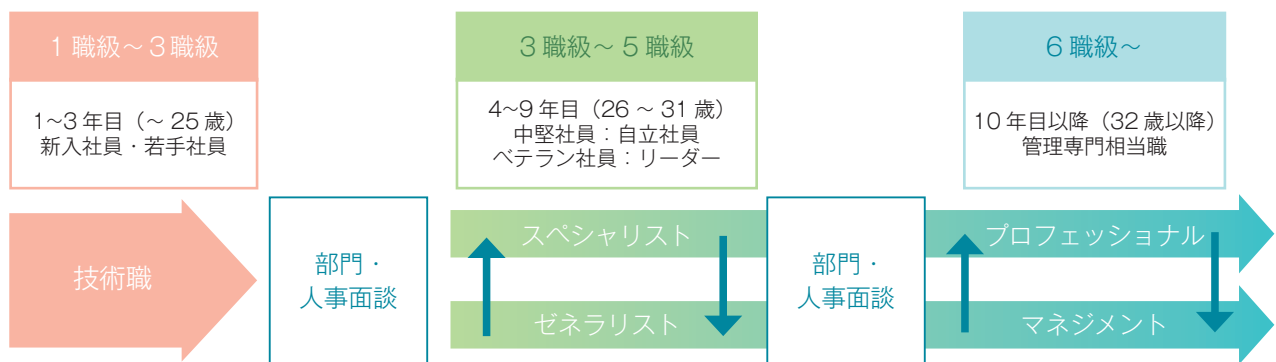 1 職級～3 職級
1~3 年目（～ 25 歳）
新入社員・若手社員
3 職級～ 5 職級
4~9 年目（26 ～ 31 歳）
中堅社員：自立社員
ベテラン社員：リーダー
6 職級～
10 年目以降（32 歳以降）
管理専門相当職
技術職
部門・
人事面談
スペシャリスト
ゼネラリスト
部門・
人事面談
プロフェッショナル
マネジメント